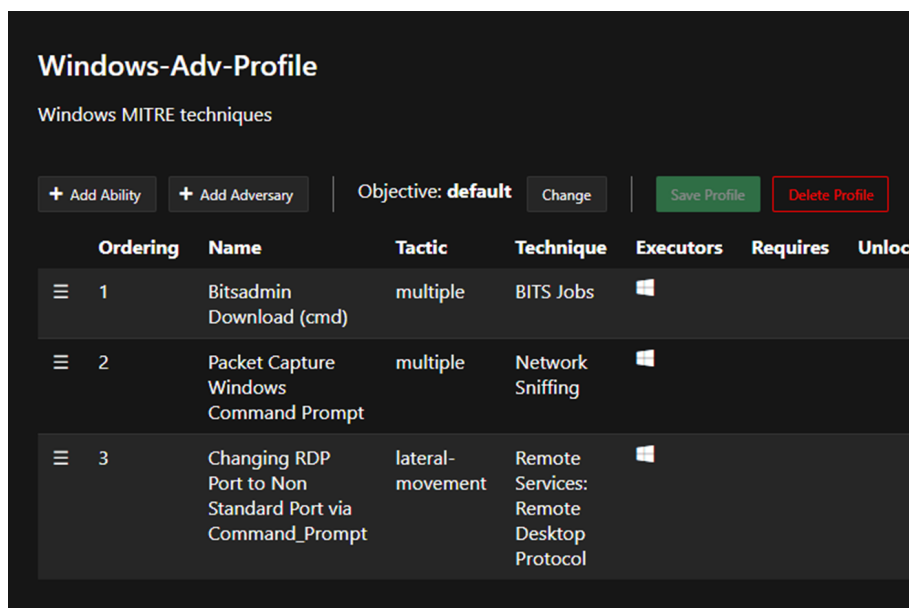 Windows-Adv-Profile
Windows MITRE techniques
+ Add Ability + Add Adversary Objective: default Change Save Profile Delete Profile
Ordering Name Tactic Technique Executors Requires Unloc
1 Bitsadmin multiple BITS Jobs
Download (cmd)
2 Packet Capture multiple Network
Windows Sniffing
Command Prompt
3 Changing RDP lateral- Remote
Port to Non movement Services:
Standard Port via Remote
Command_Prompt Desktop
Protocol